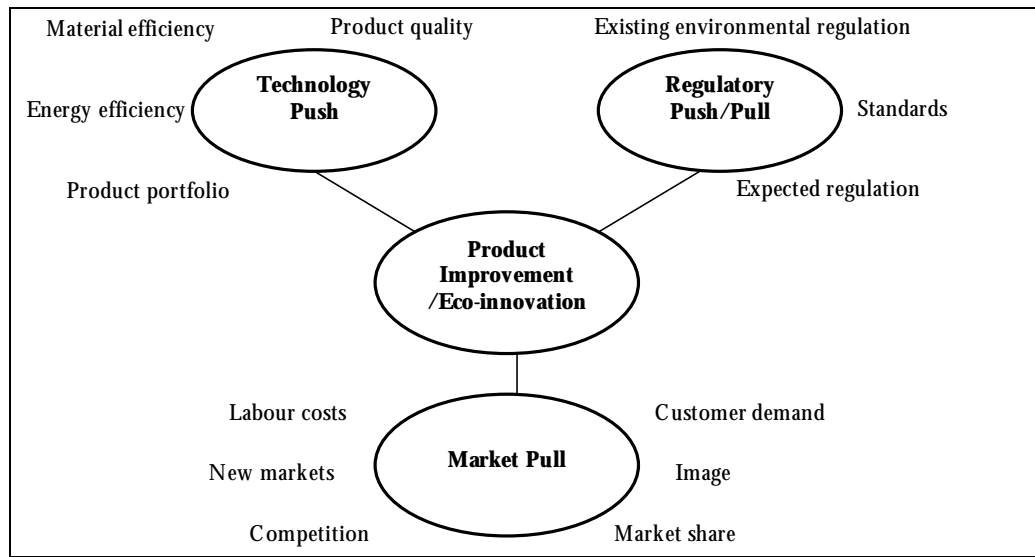 Material efficiency
Product quality
Existing environmental regulation
Technology
Push
Regulatory
Push/Pull
Energy efficiency
Standards
Product portfolio
Expected regulation
Product
Improvement
/Eco-innovation
Labour costs
Customer demand
Market Pull
New markets
Image
Competition
Market share